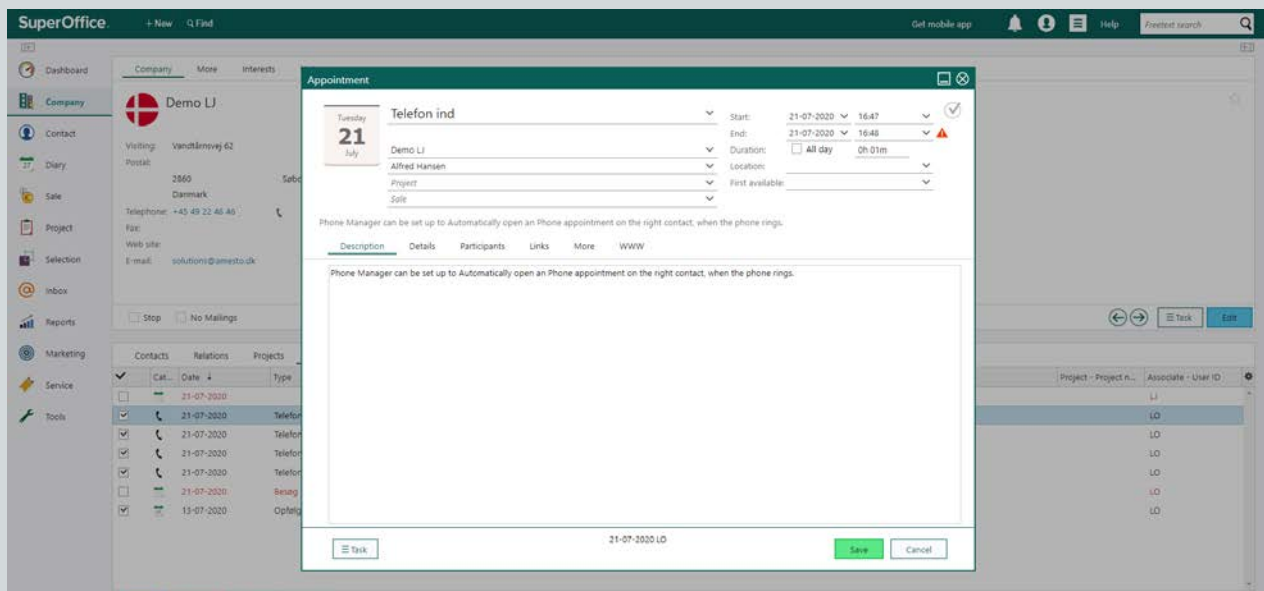 SuperOffice.
+ New
Find
Get mobile app
Help
Freetext search
Dashboard
Company
Contact
Diary
Sale
Project
Selection
Inbox
Reports
Marketing
Service
Tools
Company More Interests
Demo LJ
Visiting: Vandtårnsvej 62
Postal:
2860
Danmark
Telephone: +45 49 22 46 46
Fax:
Web site:
E-mail: solutions@amesto.dk
Stop No Mailings
Task Edit
Contacts Relations Projects
Cat... Date Type Project - Project n... Associate - User ID
21-07-2020 LJ
21-07-2020 Telefon LO
21-07-2020 Telefon LO
21-07-2020 Telefon LO
21-07-2020 Telefon LO
21-07-2020 Besøg LO
13-07-2020 Opfølg LO
Appointment
Tuesday
21
July
Telefon ind
Demo LJ
Alfred Hansen
Project
Sale
Start: 21-07-2020 16:47
End: 21-07-2020 16:48
Duration: All day 0h 01m
Location:
First available:
Phone Manager can be set up to Automatically open an Phone appointment on the right contact, when the phone rings.
Description Details Participants Links More WWW
Phone Manager can be set up to Automatically open an Phone appointment on the right contact, when the phone rings.
21-07-2020 LO
Task Save Cancel